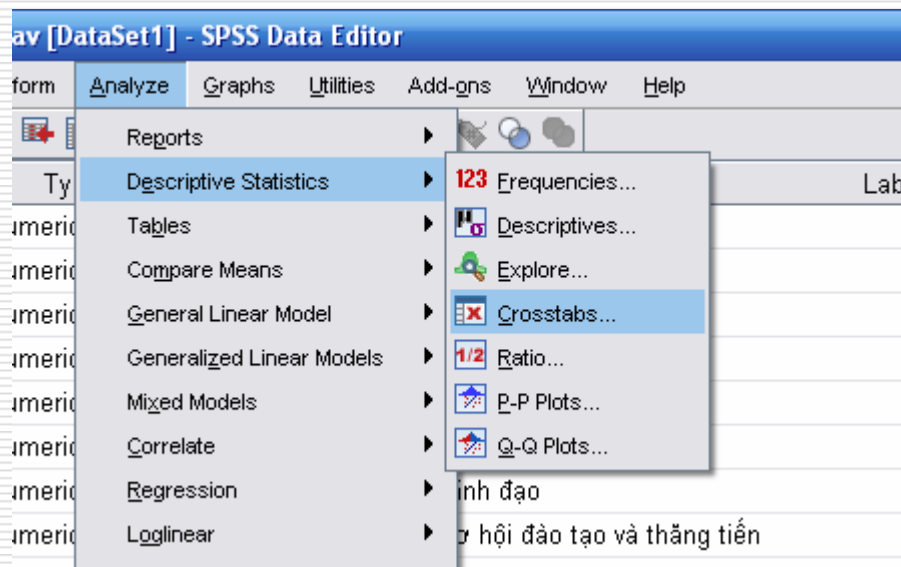 av [DataSet1] - SPSS Data Editor
form Analyze Graphs Utilities Add-ons Window Help
Reports
Ty Descriptive Statistics 123 Frequencies... Lab
umeric Tables Descriptives...
umeric Compare Means Explore...
umeric General Linear Model Crosstabs...
umeric Generalized Linear Models 1/2 Ratio...
umeric Mixed Models P-P Plots...
umeric Correlate Q-Q Plots...
umeric Regression inh đạo
umeric Loglinear ơ hội đào tạo và thăng tiến